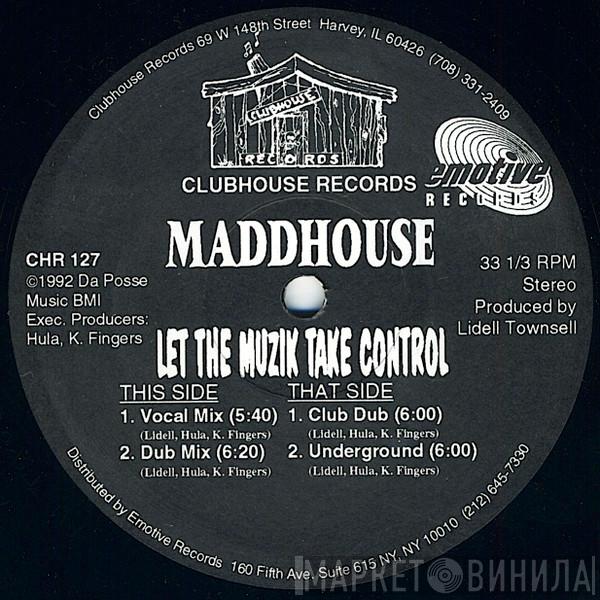 Clubhouse Records 69 W 148th Street Harvey, IL 60426 (708) 331-2409
CLUBHOUSE
RECORDS
CLUBHOUSE RECORDS
emotive
RECORDS
MADDHOUSE
CHR 127
©1992 Da Posse
Music BMI
Exec. Producers:
Hula, K. Fingers
33 1/3 RPM
Stereo
Produced by
Lidell Townsell
LET THE MUZIK TAKE CONTROL
THIS SIDE
1. Vocal Mix (5:40)
(Lidell, Hula, K. Fingers)
2. Dub Mix (6:20)
(Lidell, Hula, K. Fingers)
THAT SIDE
1. Club Dub (6:00)
(Lidell, Hula, K. Fingers)
2. Underground (6:00)
(Lidell, Hula, K. Fingers)
Distributed by Emotive Records 160 Fifth Ave. Suite 615 NY, NY 10010 (212) 645-7330
МАРКЕТ ВИНИЛА